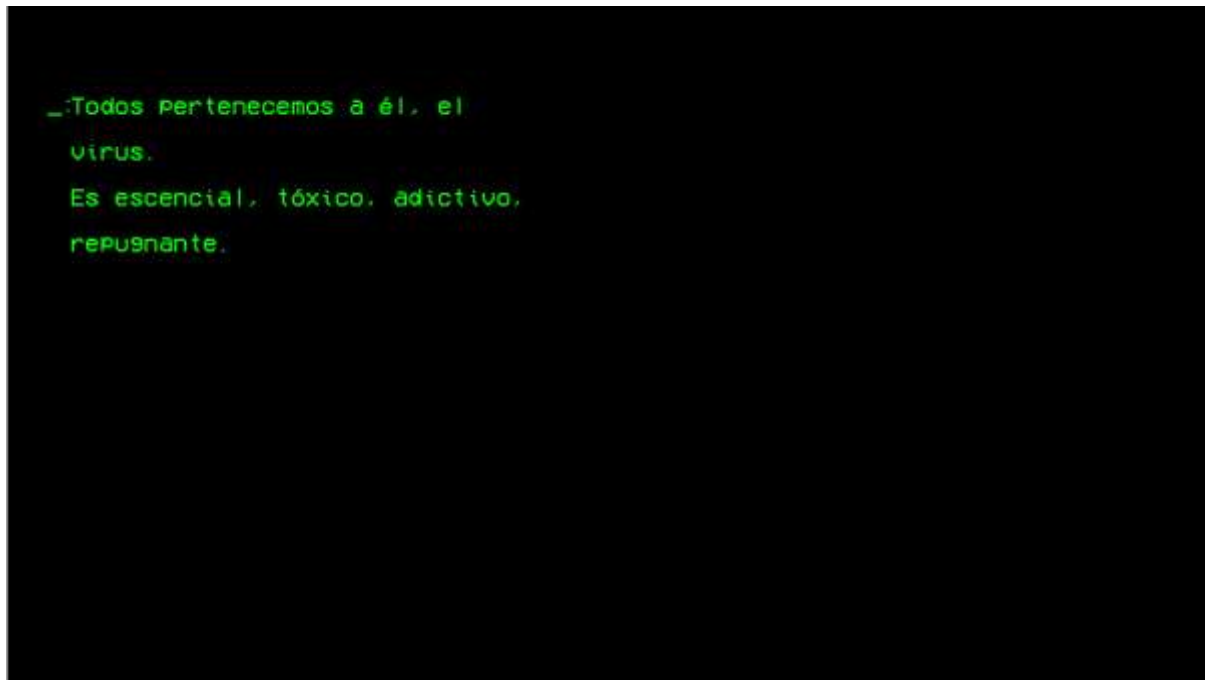 _:Todos pertenecemos a él, el
virus.
Es escencial, tóxico, adictivo,
repugnante.